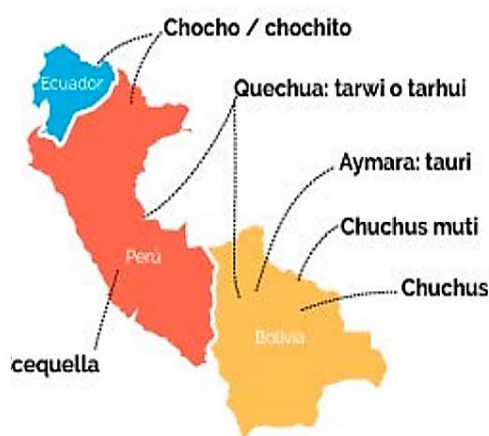 Chocho / chochito
Ecuador
Quechua: tarwi o tarhui
Aymara: tauri
Chuchus muti
Perú
Chuchus
Bolivia
cequella